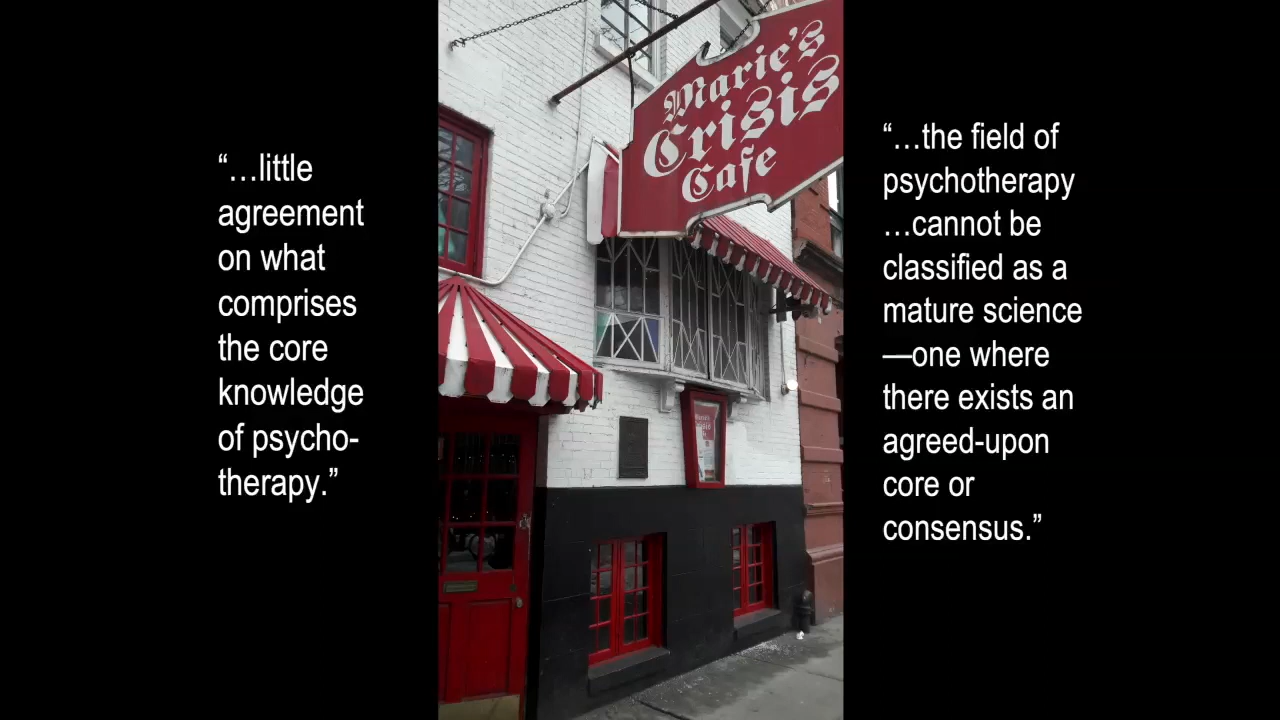 “…little
agreement
on what
comprises
the core
knowledge
of psycho-
therapy.”
Marie's
Crisis
Cafe
“…the field of
psychotherapy
…cannot be
classified as a
mature science
—one where
there exists an
agreed-upon
core or
consensus.”